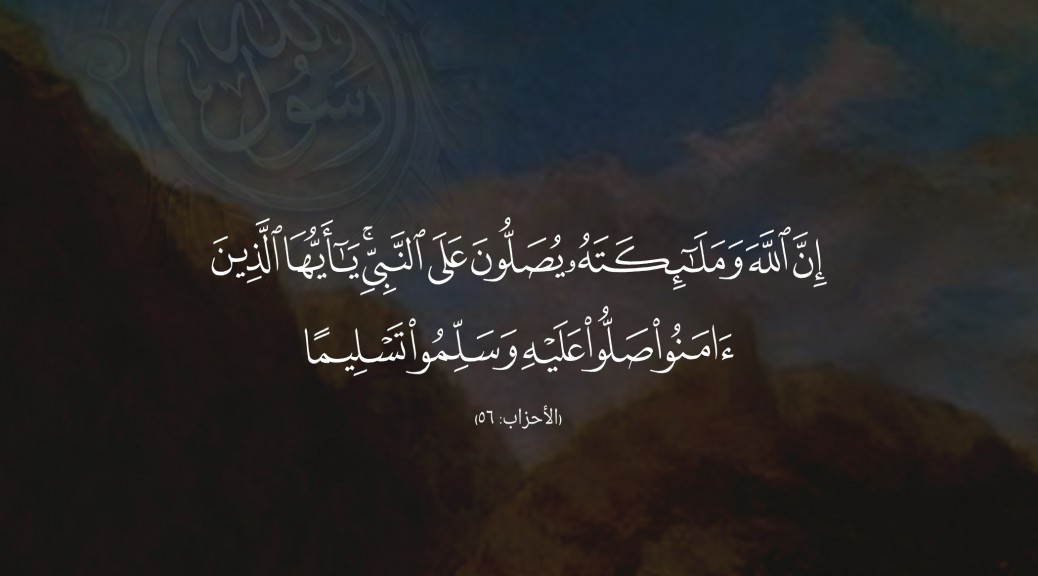 رسول الله
إِنَّ ٱللَّهَ وَمَلَـٰٓئِكَتَهُۥ يُصَلُّونَ عَلَى ٱلنَّبِىِّ ۚ يَـٰٓأَيُّهَا ٱلَّذِينَ
ءَامَنُوا۟ صَلُّوا۟ عَلَيْهِ وَسَلِّمُوا۟ تَسْلِيمًا
(الأحزاب: ٥٦)